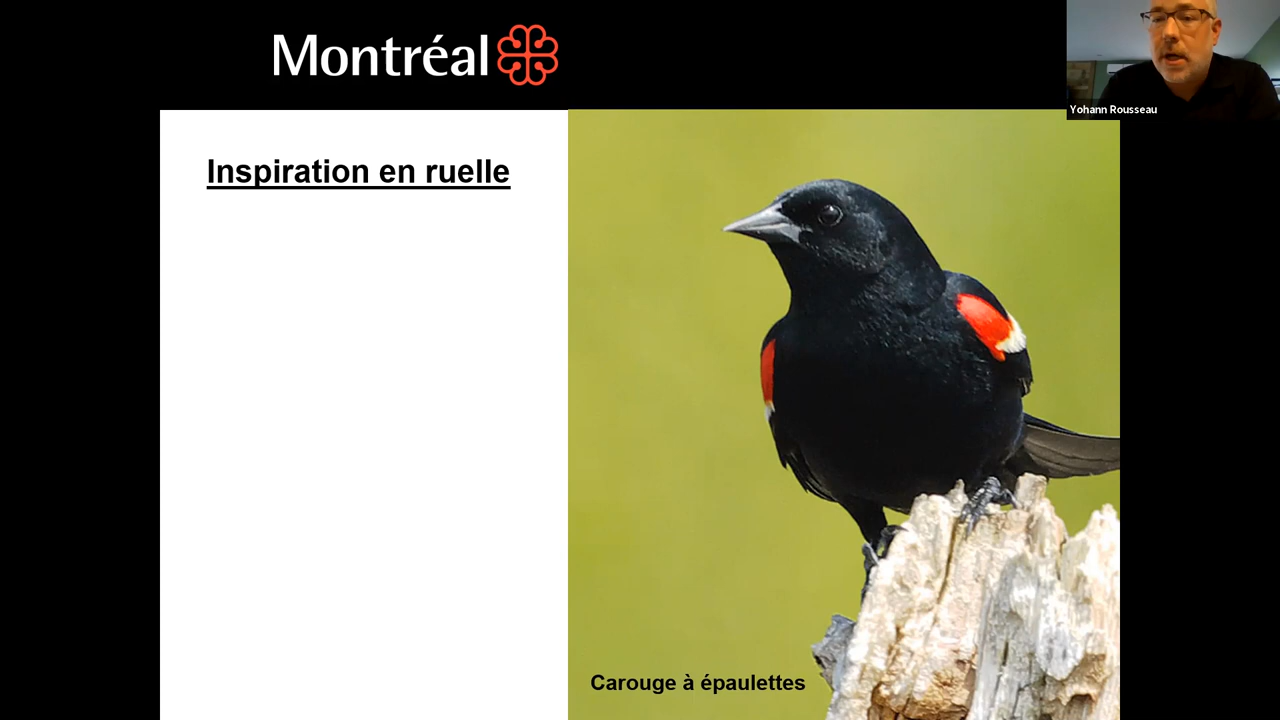 Montréal
Yohann Rousseau
Inspiration en ruelle
Carouge à épaulettes